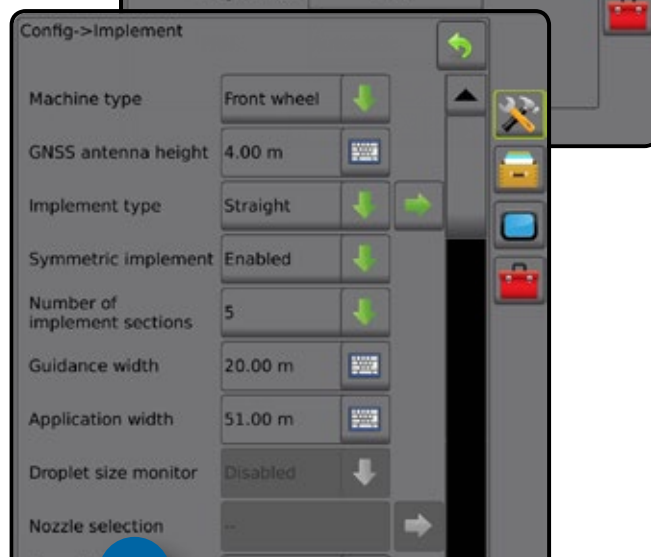 Config->Implement
Machine type Front wheel
GNSS antenna height 4.00 m
Implement type Straight
Symmetric implement Enabled
Number of
implement sections 5
Guidance width 20.00 m
Application width 51.00 m
Droplet size monitor Disabled
Nozzle selection --